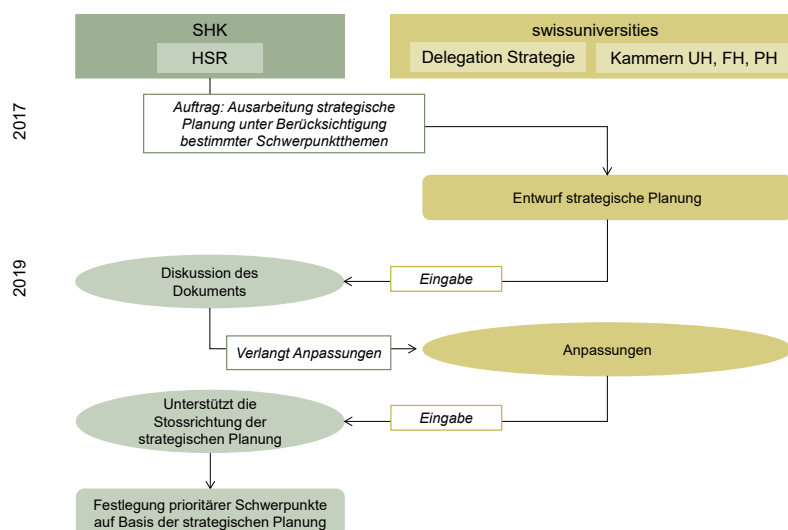 SHK
HSR
swissuniversities
Delegation Strategie
Kammern UH, FH, PH
2017
Auftrag: Ausarbeitung strategische
Planung unter Berücksichtigung
bestimmter Schwerpunktthemen
Entwurf strategische Planung
2019
Diskussion des
Dokuments
Eingabe
Verlangt Anpassungen
Anpassungen
Unterstützt die
Stossrichtung der
strategischen Planung
Eingabe
Festlegung prioritärer Schwerpunkte
auf Basis der strategischen Planung